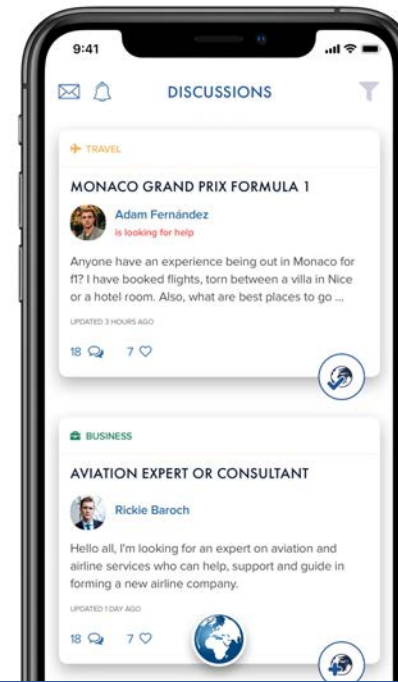 9:41
DISCUSSIONS
TRAVEL
MONACO GRAND PRIX FORMULA 1
Adam Fernández
is looking for help
Anyone have an experience being out in Monaco for
f1? I have booked flights, torn between a villa in Nice
or a hotel room. Also, what are best places to go ...
UPDATED 3 HOURS AGO
18 7
BUSINESS
AVIATION EXPERT OR CONSULTANT
Rickie Baroch
Hello all, I'm looking for an expert on aviation and
airline services who can help, support and guide in
forming a new airline company.
UPDATED 1 DAY AGO
18 7